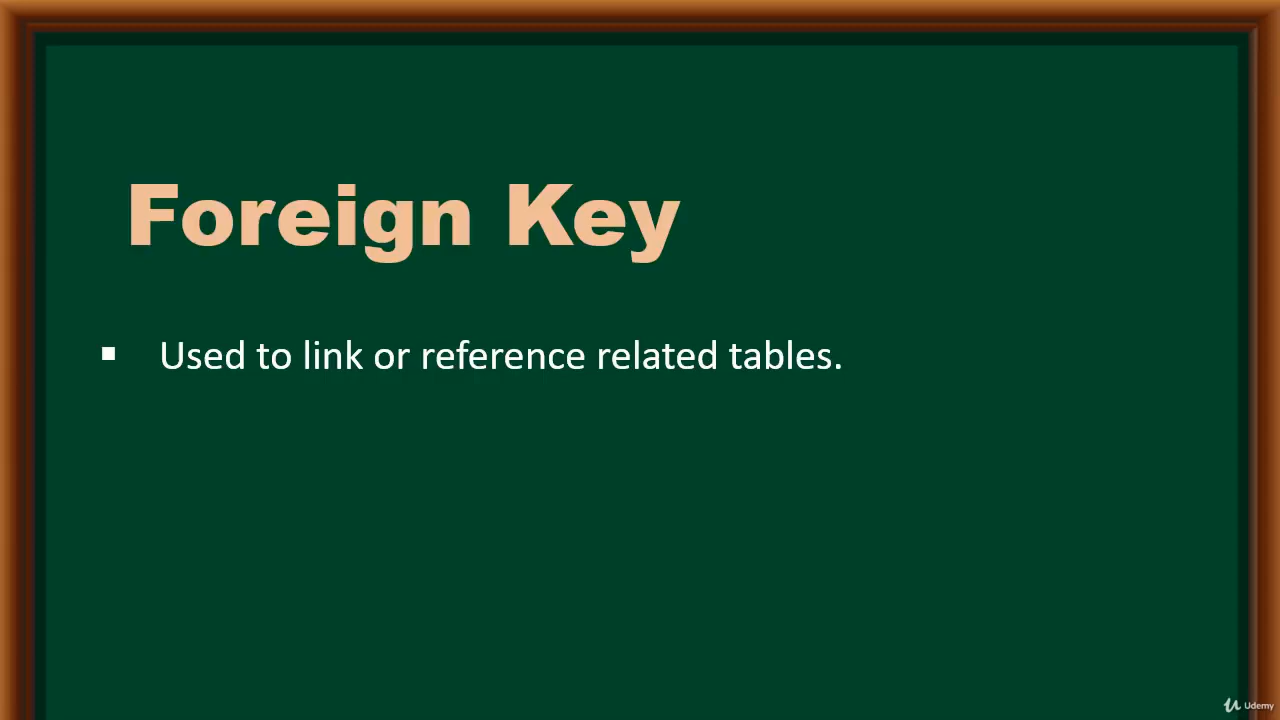 Foreign Key
▪ Used to link or reference related tables.
Udemy